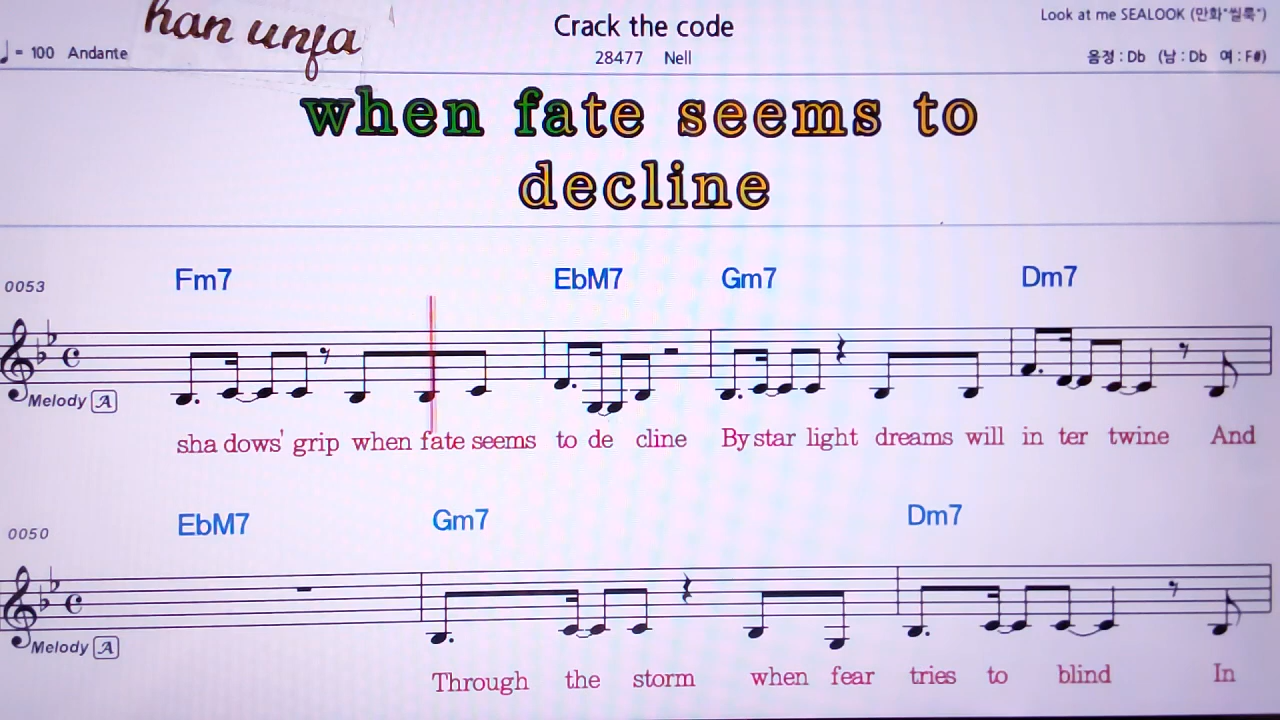 han unfa
Crack the code
Look at me SEALOOK (만화"씰룩")
♩ = 100 Andante
28477 Nell
음정 : Db (남 : Db 여 : F#)
when fate seems to
decline
0053
Fm7 EbM7 Gm7 Dm7
Melody A
sha dows' grip when fate seems to de cline By star light dreams will in ter twine And
0050
EbM7 Gm7 Dm7
Melody A
Through the storm when fear tries to blind In